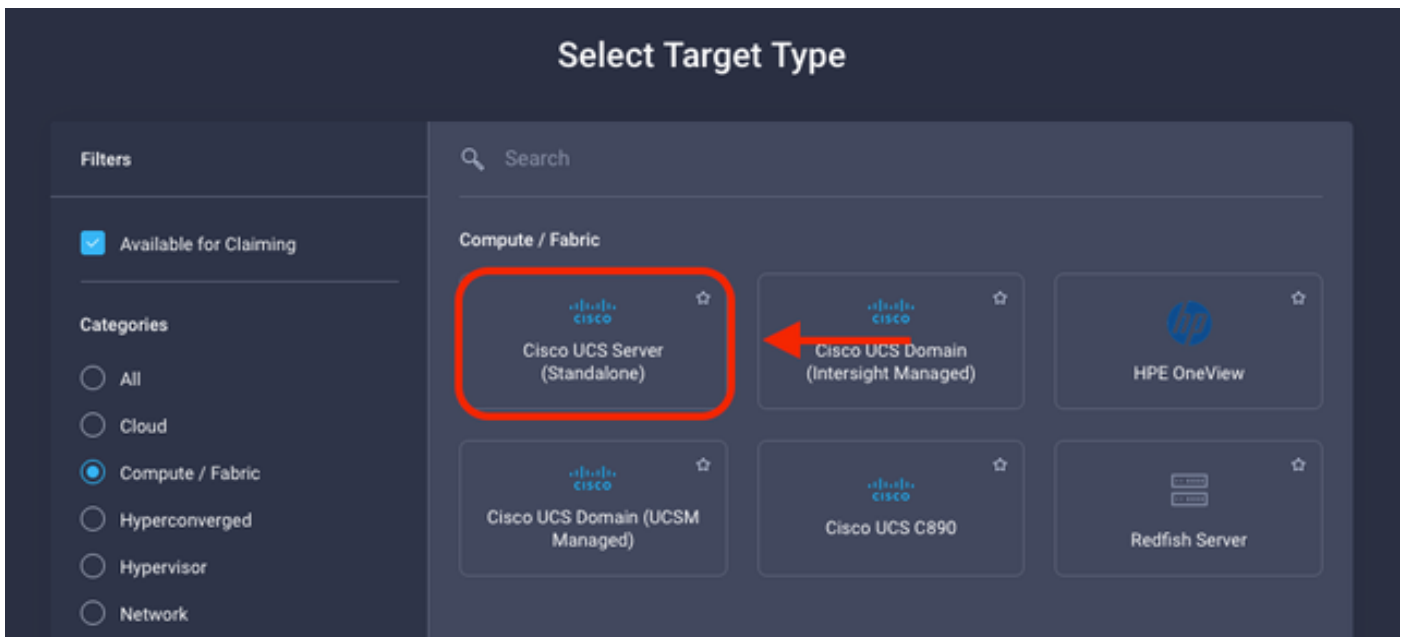 Select Target Type
Filters
Search
Available for Claiming
Categories
All
Cloud
Compute / Fabric
Hyperconverged
Hypervisor
Network
Compute / Fabric
CISCO
Cisco UCS Server
(Standalone)
CISCO
Cisco UCS Domain
(Intersight Managed)
hp
HPE OneView
CISCO
Cisco UCS Domain (UCSM
Managed)
CISCO
Cisco UCS C890
Redfish Server